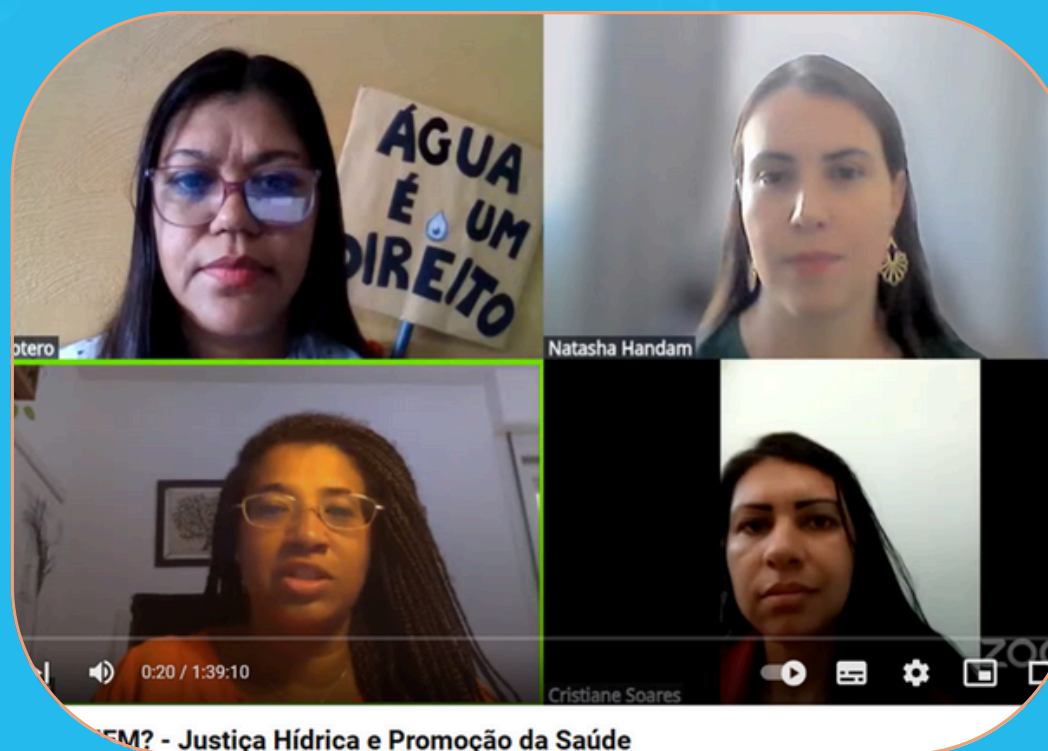 ÁGUA
É UM
DIREITO
otero
Natasha Handam
0:20 / 1:39:10
Cristiane Soares
EM? - Justiça Hídrica e Promoção da Saúde